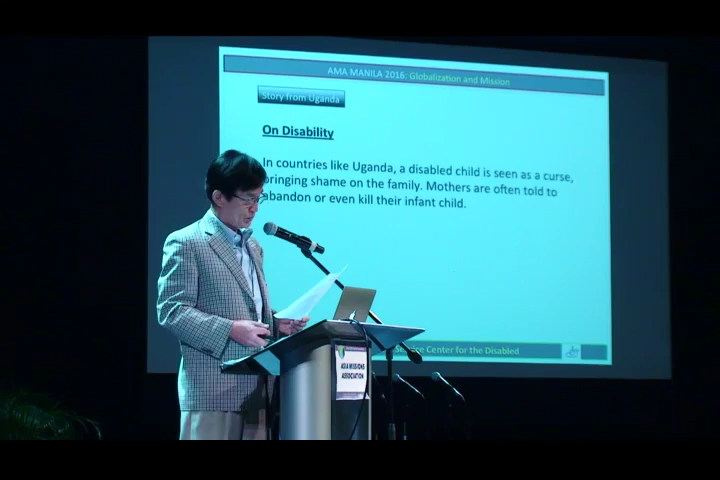 AMA MANILA 2016: Globalization and Mission
Story from Uganda
On Disability
In countries like Uganda, a disabled child is seen as a curse,
bringing shame on the family. Mothers are often told to
abandon or even kill their infant child.
Center for the Disabled
ASIA MISSIONS
ASSOCIATION